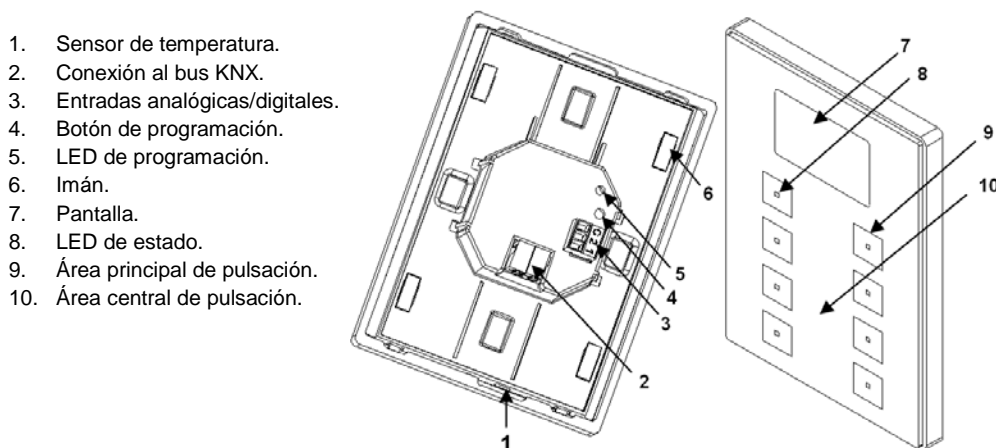 1. Sensor de temperatura.
2. Conexión al bus KNX.
3. Entradas analógicas/digitales.
4. Botón de programación.
5. LED de programación.
6. Imán.
7. Pantalla.
8. LED de estado.
9. Área principal de pulsación.
10. Área central de pulsación.
C 2 1
6
5
4
3
2
1
7
8
9
10